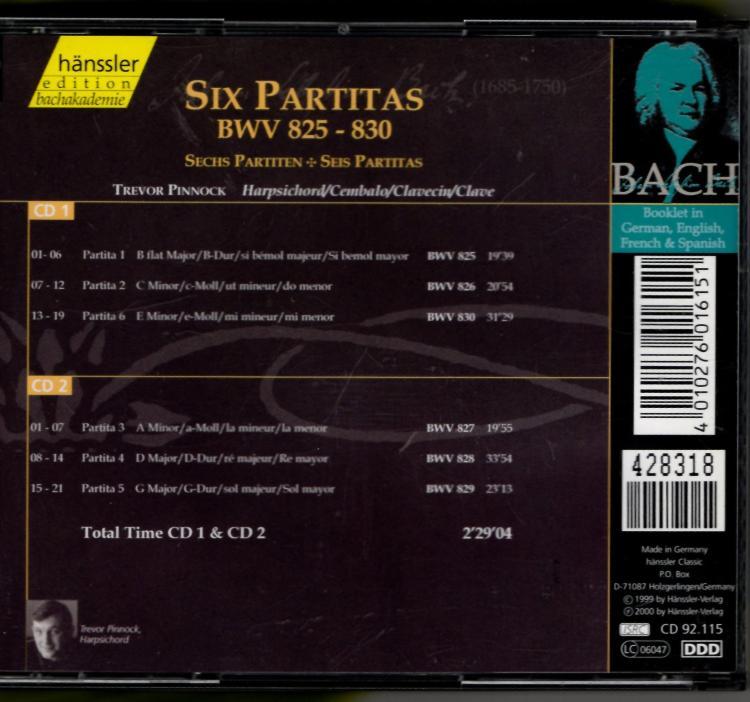 hänssler
edition
bachakademie
(1685-1750)
SIX PARTITAS
BWV 825 - 830
SECHS PARTITEN ÷ SEIS PARTITAS
TREVOR PINNOCK Harpsichord/Cembalo/Clavecin/Clave
CD 1
01- 06 Partita 1 B flat Major/B-Dur/si bémol majeur/Si bemol mayor BWV 825 19'39
07 - 12 Partita 2 C Minor/c-Moll/ut mineur/do menor BWV 826 20'54
13 - 19 Partita 6 E Minor/e-Moll/mi mineur/mi menor BWV 830 31'29
CD 2
01 - 07 Partita 3 A Minor/a-Moll/la mineur/la menor BWV 827 19'55
08 - 14 Partita 4 D Major/D-Dur/ré majeur/Re mayor BWV 828 33'54
15 - 21 Partita 5 G Major/G-Dur/sol majeur/Sol mayor BWV 829 23'13
Total Time CD 1 & CD 2 2'29'04
Trevor Pinnock,
Harpsichord
BACH
Booklet in
German, English,
French & Spanish
4 010276 016151
428318
Made in Germany
hänssler Classic
P.O. Box
D-71087 Holzgerlingen/Germany
© 1999 by Hänssler-Verlag
℗ 2000 by Hänssler-Verlag
ISRC CD 92.115
LC 06047 DDD